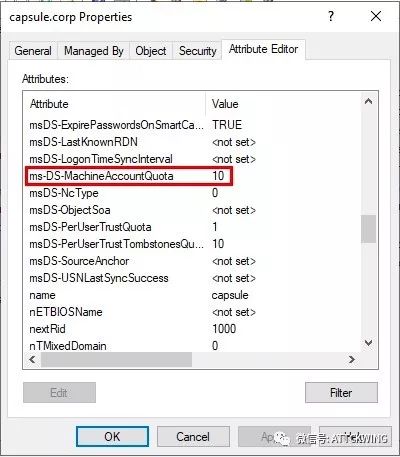 capsule.corp Properties
? ×
General Managed By Object Security Attribute Editor
Attributes:
Attribute Value
msDS-ExpirePasswordsOnSmartCa... TRUE
msDS-LastKnownRDN <not set>
msDS-LogonTimeSyncInterval <not set>
ms-DS-MachineAccountQuota 10
msDS-NcType 0
msDS-ObjectSoa <not set>
msDS-PerUserTrustQuota 1
msDS-PerUserTrustTombstonesQu... 10
msDS-SourceAnchor <not set>
msDS-USNLastSyncSuccess <not set>
name capsule
nETBIOSName <not set>
nextRid 1000
nTMixedDomain 0
Edit Filter
OK Cancel
微信号: ATTCKWING